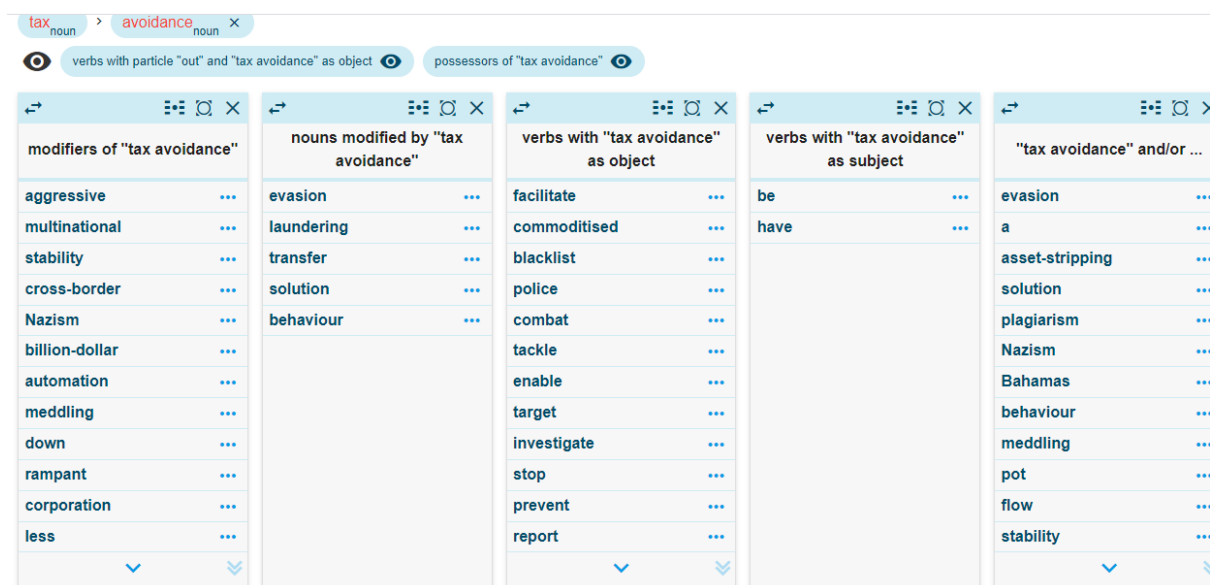 tax noun > avoidance noun ×
verbs with particle "out" and "tax avoidance" as object
possessors of "tax avoidance"
modifiers of "tax avoidance"
aggressive
multinational
stability
cross-border
Nazism
billion-dollar
automation
meddling
down
rampant
corporation
less
nouns modified by "tax
avoidance"
evasion
laundering
transfer
solution
behaviour
verbs with "tax avoidance"
as object
facilitate
commoditised
blacklist
police
combat
tackle
enable
target
investigate
stop
prevent
report
verbs with "tax avoidance"
as subject
be
have
"tax avoidance" and/or ...
evasion
a
asset-stripping
solution
plagiarism
Nazism
Bahamas
behaviour
meddling
pot
flow
stability